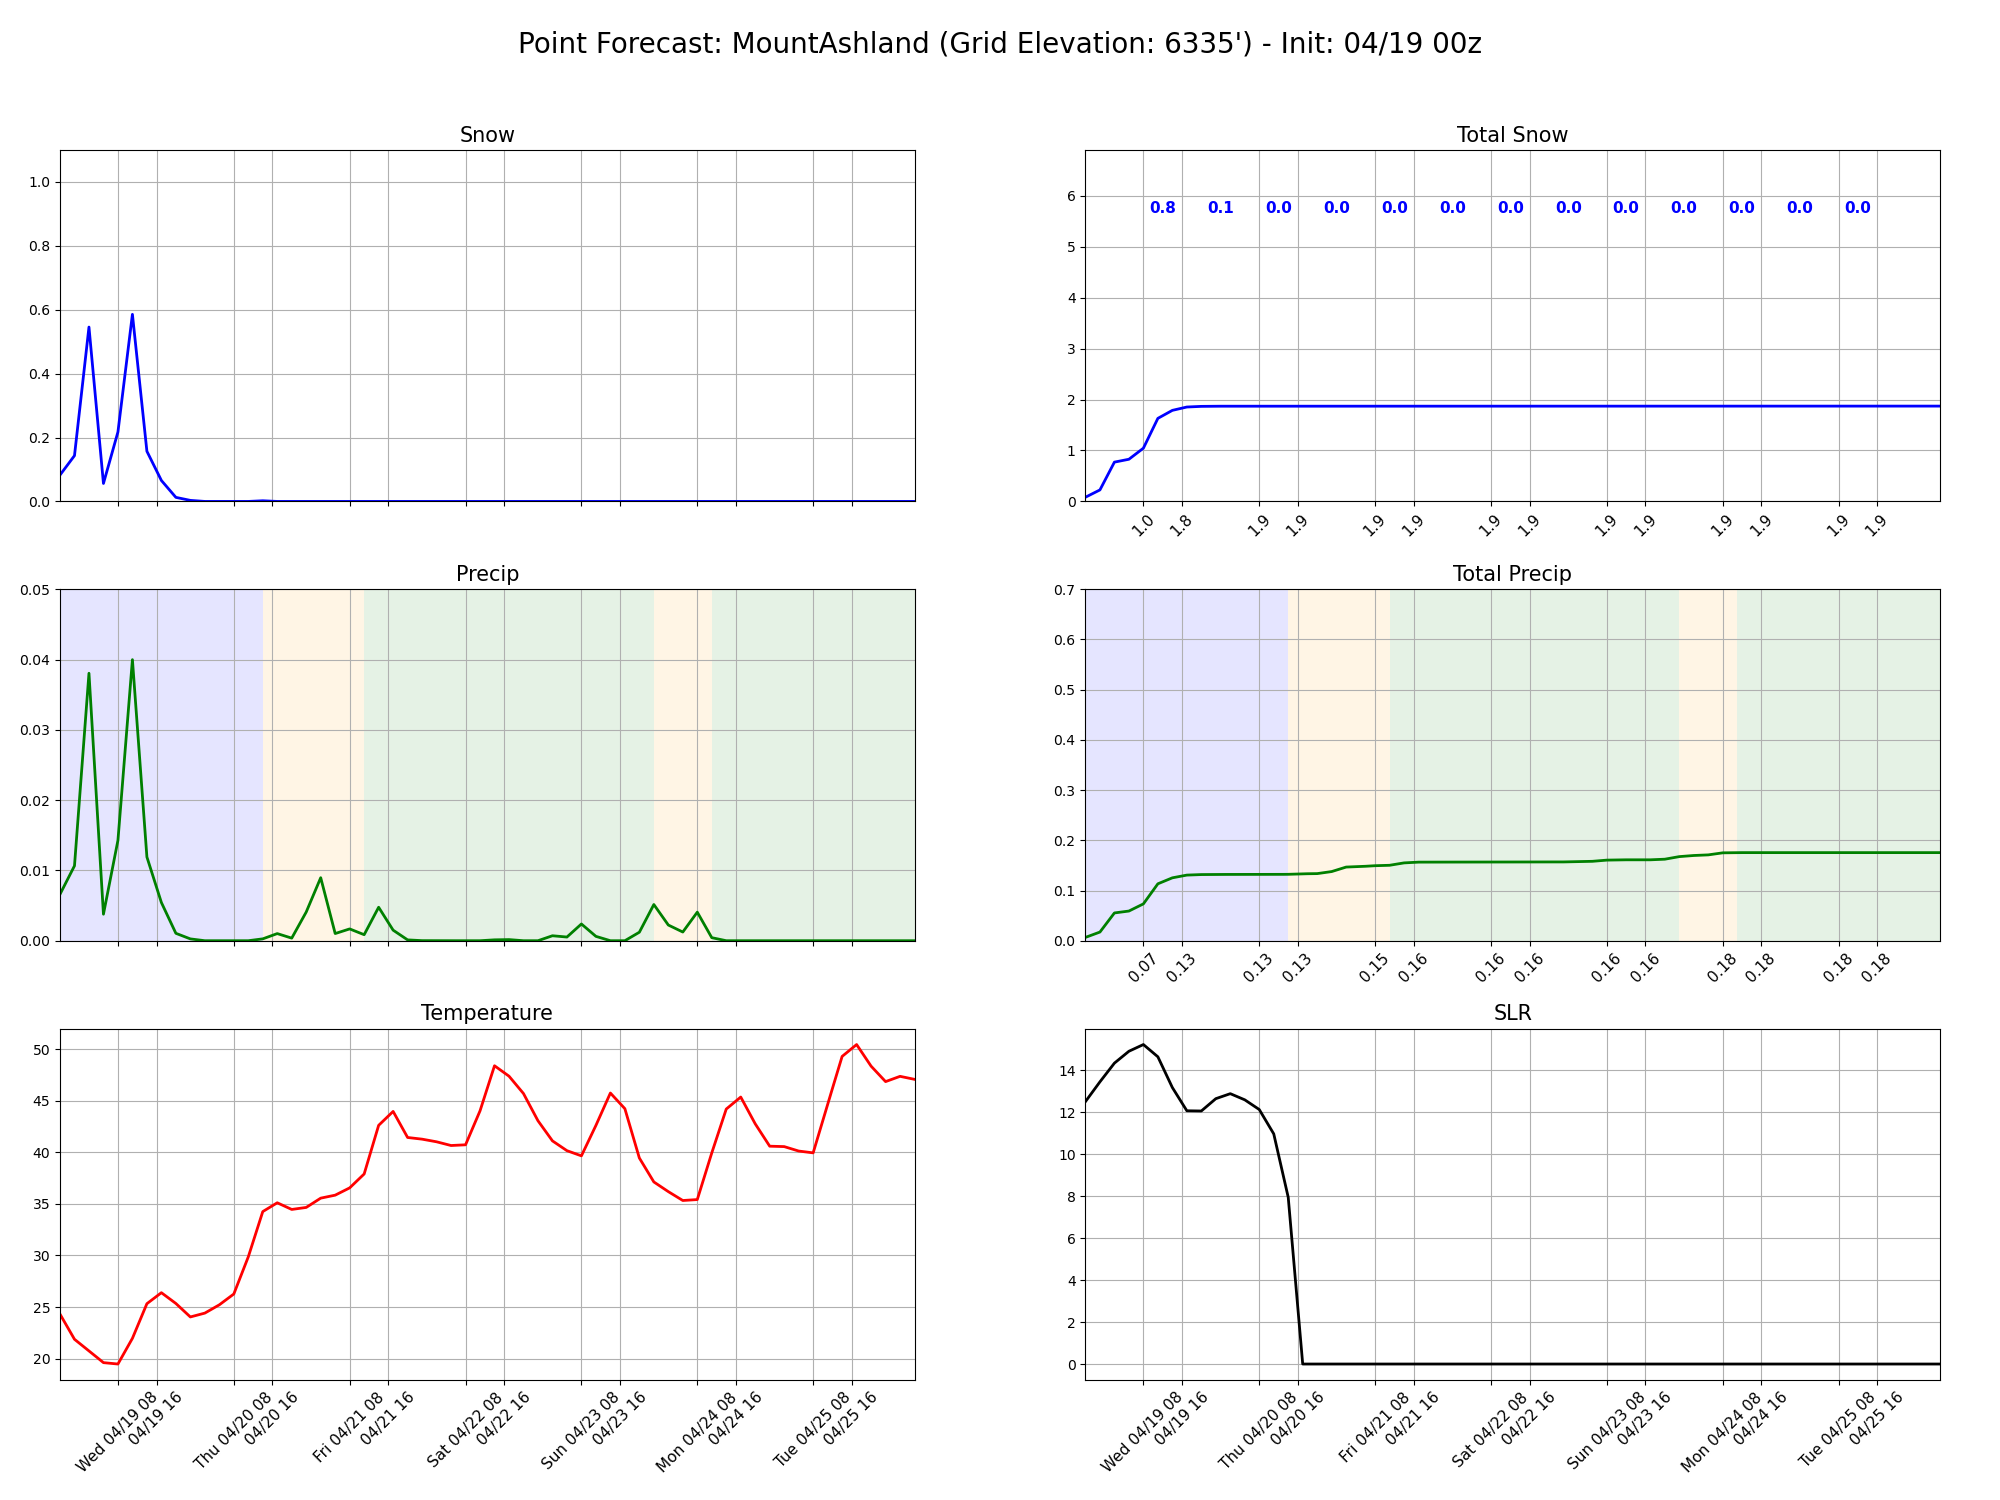 Point Forecast: MountAshland (Grid Elevation: 6335') - Init: 04/19 00z
Snow
1.0
0.8
0.6
0.4
0.2
0.0
Total Snow
6
5
4
3
2
1
0
0.8 0.1 0.0 0.0 0.0 0.0 0.0 0.0 0.0 0.0 0.0 0.0 0.0
1.0 1.8 1.9 1.9 1.9 1.9 1.9 1.9 1.9 1.9 1.9 1.9 1.9 1.9
Precip
0.05
0.04
0.03
0.02
0.01
0.00
Total Precip
0.7
0.6
0.5
0.4
0.3
0.2
0.1
0.0
0.07 0.13 0.13 0.13 0.15 0.16 0.16 0.16 0.16 0.16 0.18 0.18 0.18 0.18
Temperature
50
45
40
35
30
25
20
Wed 04/19 08
04/19 16
Thu 04/20 08
04/20 16
Fri 04/21 08
04/21 16
Sat 04/22 08
04/22 16
Sun 04/23 08
04/23 16
Mon 04/24 08
04/24 16
Tue 04/25 08
04/25 16
SLR
14
12
10
8
6
4
2
0
Wed 04/19 08
04/19 16
Thu 04/20 08
04/20 16
Fri 04/21 08
04/21 16
Sat 04/22 08
04/22 16
Sun 04/23 08
04/23 16
Mon 04/24 08
04/24 16
Tue 04/25 08
04/25 16